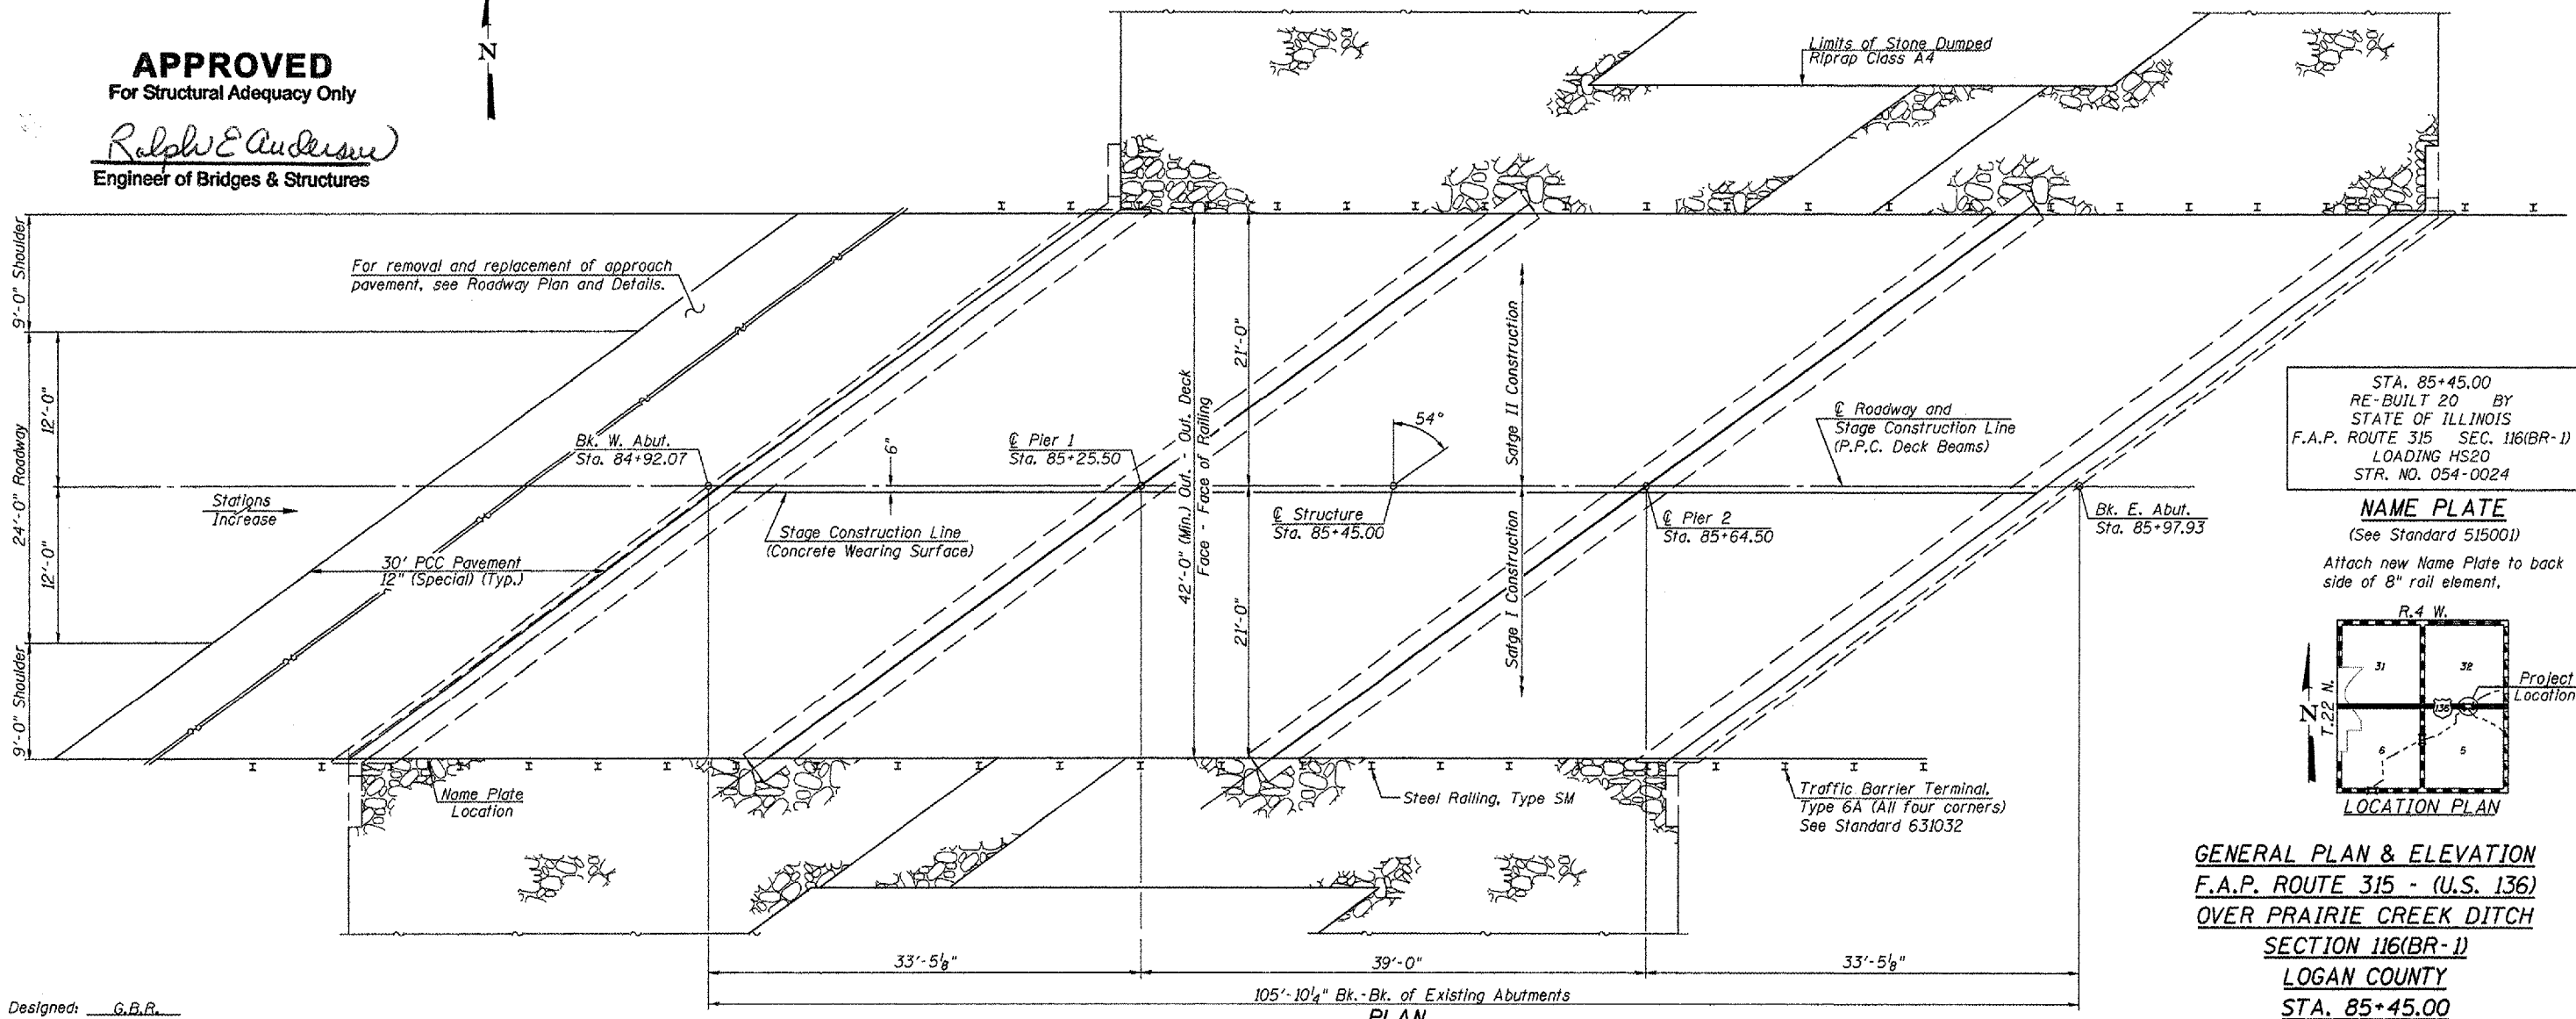 APPROVED
For Structural Adequacy Only
Ralph E Anderson
Engineer of Bridges & Structures
N
Limits of Stone Dumped
Riprap Class A4
9'-0" Shoulder
24'-0" Roadway
9'-0" Shoulder
12'-0"
12'-0"
For removal and replacement of approach
pavement, see Roadway Plan and Details.
Bk. W. Abut.
Sta. 84+92.07
6"
℄ Pier 1
Sta. 85+25.50
42'-0" (Min.) Out. - Out. Deck
Face - Face of Railing
21'-0"
21'-0"
54°
Satge II Construction
Satge I Construction
℄ Roadway and
Stage Construction Line
(P.P.C. Deck Beams)
Stations
Increase
Stage Construction Line
(Concrete Wearing Surface)
℄ Structure
Sta. 85+45.00
℄ Pier 2
Sta. 85+64.50
Bk. E. Abut.
Sta. 85+97.93
30' PCC Pavement
12" (Special) (Typ.)
Name Plate
Location
Steel Railing, Type SM
Traffic Barrier Terminal,
Type 6A (All four corners)
See Standard 631032
33'-5⅛"
39'-0"
33'-5⅛"
105'-10¼" Bk.-Bk. of Existing Abutments
PLAN
Designed: G.B.R.
STA. 85+45.00
RE-BUILT 20 BY
STATE OF ILLINOIS
F.A.P. ROUTE 315 SEC. 116(BR-1)
LOADING HS20
STR. NO. 054-0024
NAME PLATE
(See Standard 515001)
Attach new Name Plate to back
side of 8" rail element.
R.4 W.
N
T.22 N.
31
32
136
6
5
Project
Location
LOCATION PLAN
GENERAL PLAN & ELEVATION
F.A.P. ROUTE 315 - (U.S. 136)
OVER PRAIRIE CREEK DITCH
SECTION 116(BR-1)
LOGAN COUNTY
STA. 85+45.00